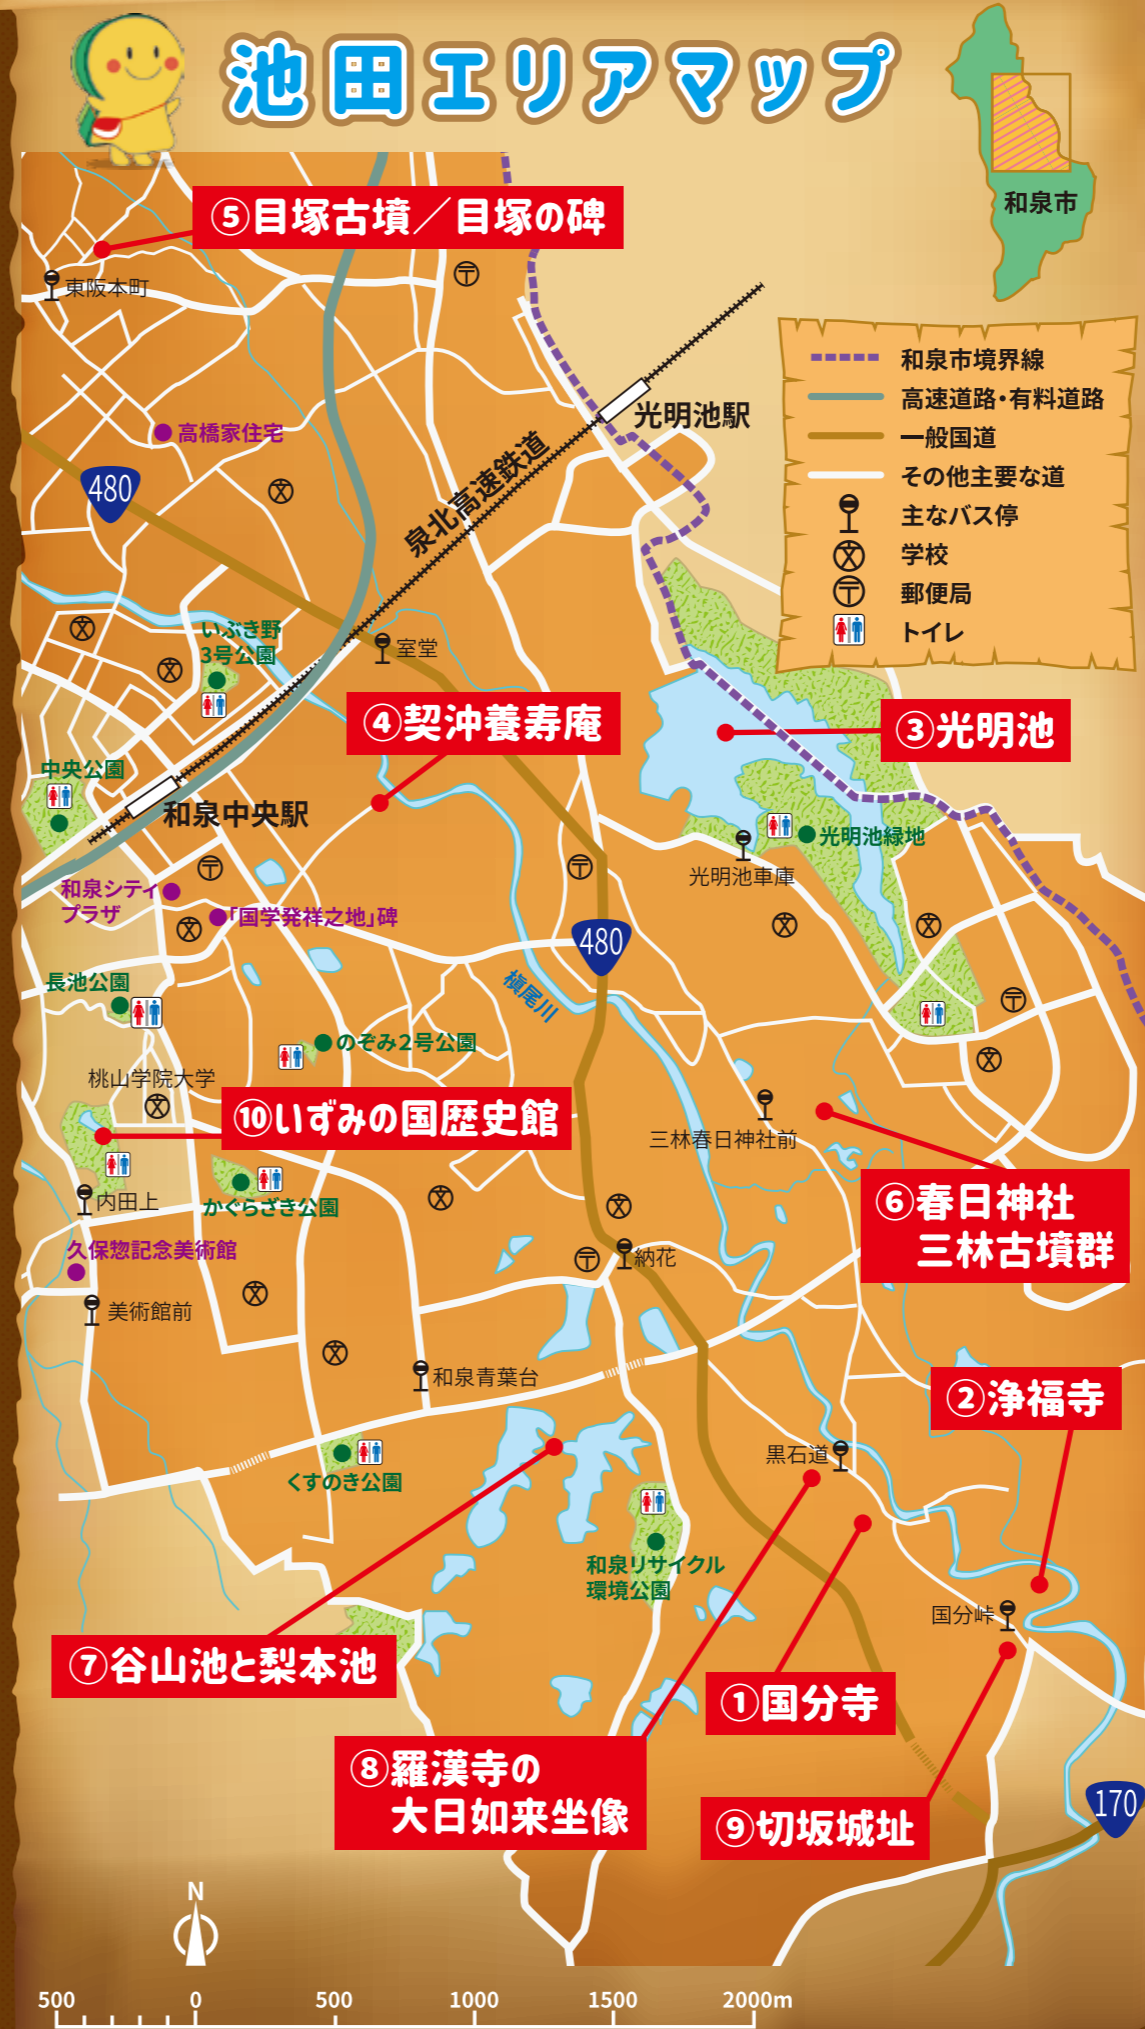 池田エリアマップ
和泉市
⑤目塚古墳／目塚の碑
東阪本町
和泉市境界線
高速道路・有料道路
一般国道
その他主要な道
主なバス停
学校
郵便局
トイレ
光明池駅
高橋家住宅
泉北高速鉄道
480
いぶき野
3号公園
室堂
④契沖養寿庵
③光明池
中央公園
和泉中央駅
光明池緑地
光明池車庫
和泉シティ
プラザ
「国学発祥之地」碑
480
槇尾川
長池公園
のぞみ2号公園
桃山学院大学
⑩いずみの国歴史館
三林春日神社前
⑥春日神社
三林古墳群
内田上
かぐらざき公園
久保惣記念美術館
納花
美術館前
和泉青葉台
②浄福寺
黒石道
くすのき公園
和泉リサイクル
環境公園
国分峠
⑦谷山池と梨本池
①国分寺
⑧羅漢寺の
大日如来坐像
⑨切坂城址
170
N
500 0 500 1000 1500 2000m